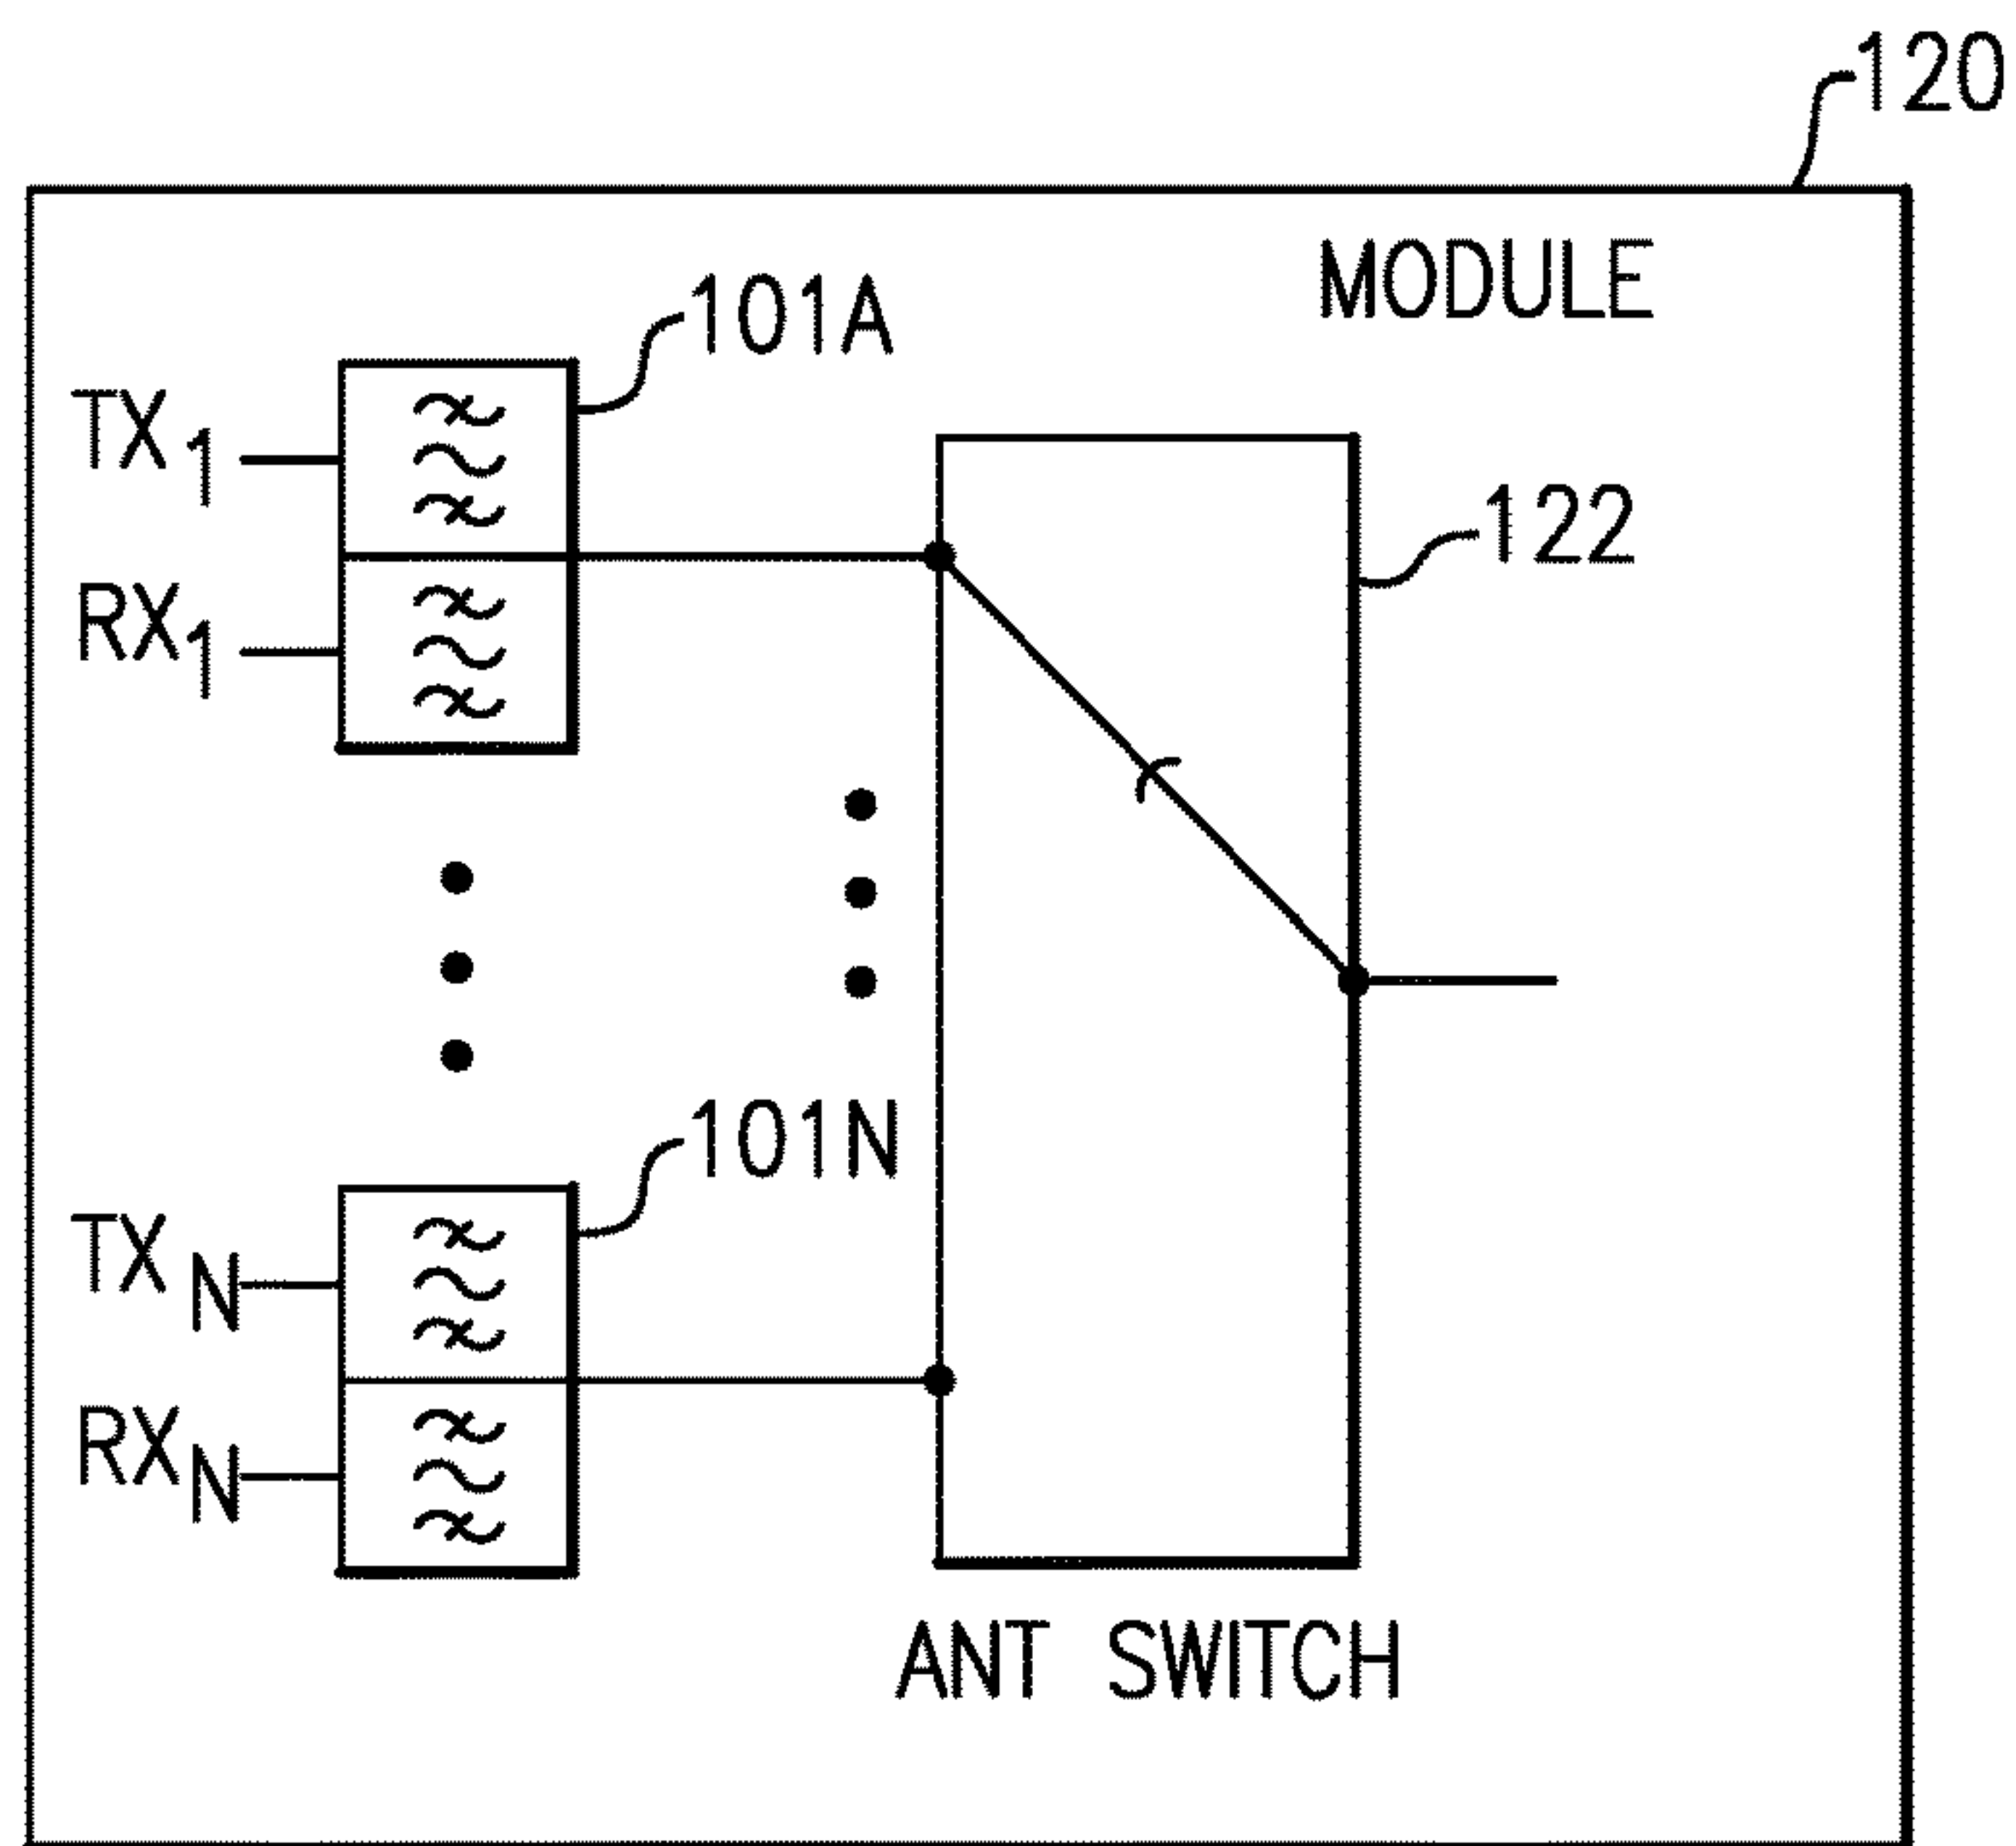 120
MODULE
101A
TX1
RX1
122
101N
TXN
RXN
ANT SWITCH